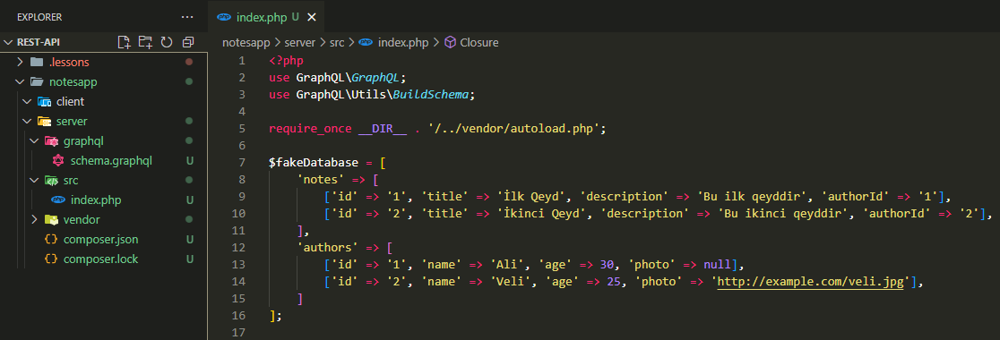 EXPLORER
REST-API
.lessons
notesapp
client
server
graphql
schema.graphql U
src
index.php U
vendor
composer.json U
composer.lock U
index.php U
notesapp > server > src > index.php > Closure
1 <?php
2 use GraphQL\GraphQL;
3 use GraphQL\Utils\BuildSchema;
4
5 require_once __DIR__ . '/../vendor/autoload.php';
6
7 $fakeDatabase = [
8 'notes' => [
9 ['id' => '1', 'title' => 'İlk Qeyd', 'description' => 'Bu ilk qeyddir', 'authorId' => '1'],
10 ['id' => '2', 'title' => 'İkinci Qeyd', 'description' => 'Bu ikinci qeyddir', 'authorId' => '2'],
11 ],
12 'authors' => [
13 ['id' => '1', 'name' => 'Ali', 'age' => 30, 'photo' => null],
14 ['id' => '2', 'name' => 'Veli', 'age' => 25, 'photo' => 'http://example.com/veli.jpg'],
15 ]
16 ];
17